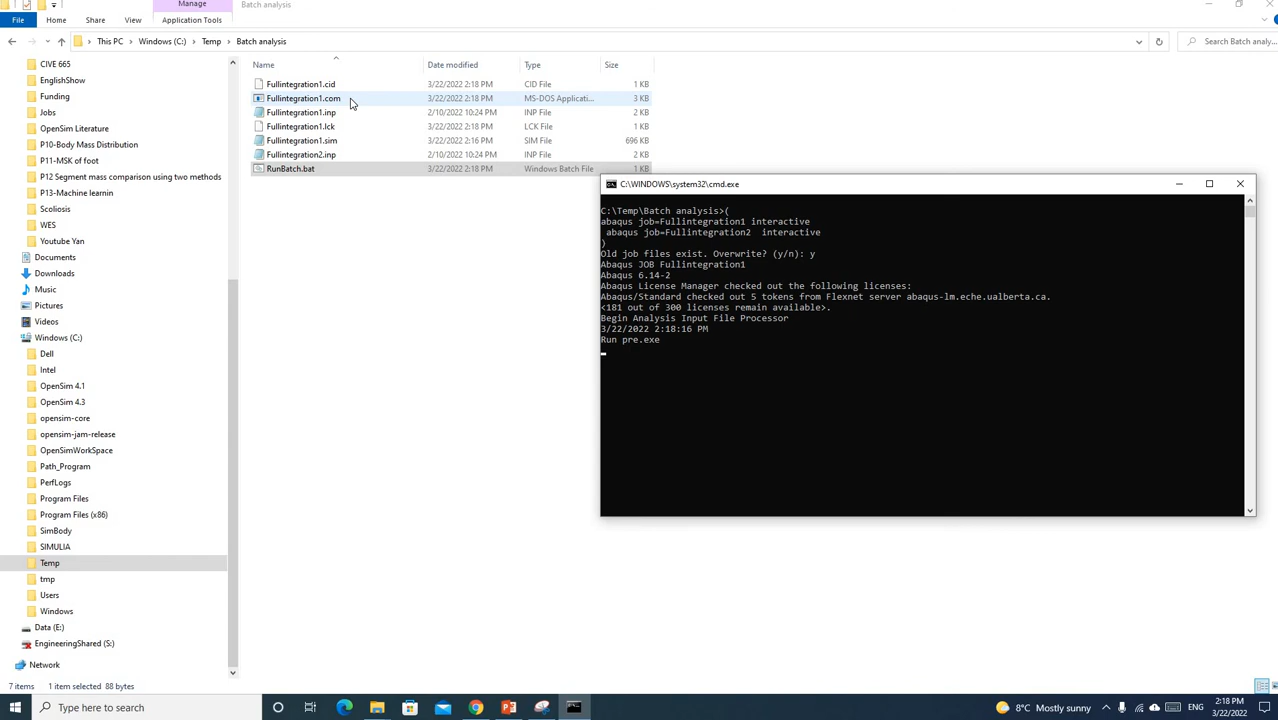 Manage
Batch analysis
File
Home
Share
View
Application Tools
This PC
Windows (C:)
Temp
Batch analysis
Search Batch analy...
CIVE 665
EnglishShow
Funding
Jobs
OpenSim Literature
P10-Body Mass Distribution
P11-MSK of foot
P12 Segment mass comparison using two methods
P13-Machine learnin
Scoliosis
WES
Youtube Yan
Documents
Downloads
Music
Pictures
Videos
Windows (C:)
Dell
Intel
OpenSim 4.1
OpenSim 4.3
opensim-core
opensim-jam-release
OpenSimWorkSpace
Path_Program
PerfLogs
Program Files
Program Files (x86)
SimBody
SIMULIA
Temp
tmp
Users
Windows
Data (E:)
EngineeringShared (S:)
Network
Name Date modified Type Size
Fullintegration1.cid 3/22/2022 2:18 PM CID File 1 KB
Fullintegration1.com 3/22/2022 2:18 PM MS-DOS Applicati... 3 KB
Fullintegration1.inp 2/10/2022 10:24 PM INP File 2 KB
Fullintegration1.lck 3/22/2022 2:18 PM LCK File 1 KB
Fullintegration1.sim 3/22/2022 2:16 PM SIM File 696 KB
Fullintegration2.inp 2/10/2022 10:24 PM INP File 2 KB
RunBatch.bat 3/22/2022 2:18 PM Windows Batch File 1 KB
C:\WINDOWS\system32\cmd.exe
C:\Temp\Batch analysis>(
abaqus job=Fullintegration1 interactive
abaqus job=Fullintegration2  interactive
)
Old job files exist. Overwrite? (y/n): y
Abaqus JOB Fullintegration1
Abaqus 6.14-2
Abaqus License Manager checked out the following licenses:
Abaqus/Standard checked out 5 tokens from Flexnet server abaqus-lm.eche.ualberta.ca.
<181 out of 300 licenses remain available>.
Begin Analysis Input File Processor
3/22/2022 2:18:16 PM
Run pre.exe
7 items 1 item selected 88 bytes
Type here to search
8°C Mostly sunny
ENG
2:18 PM
3/22/2022